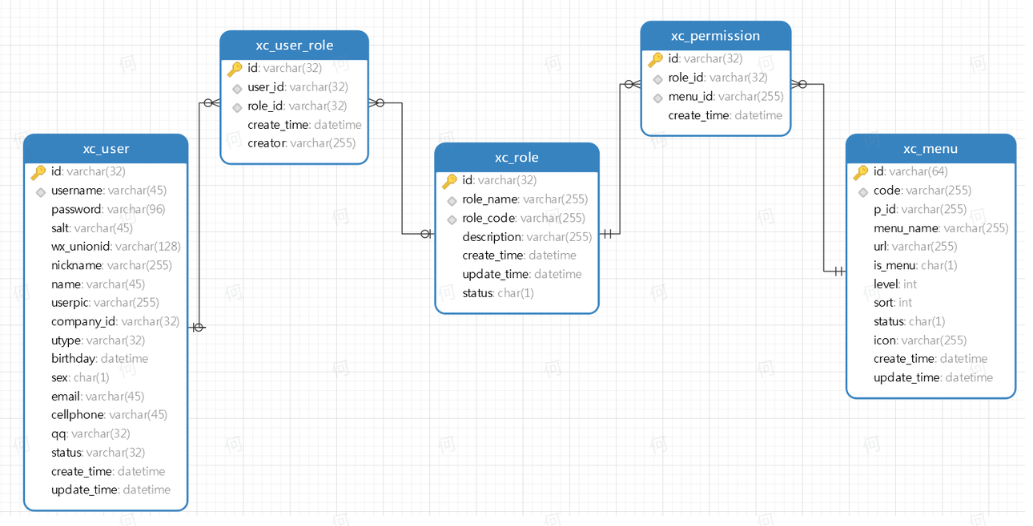 xc_user_role
id: varchar(32)
user_id: varchar(32)
role_id: varchar(32)
create_time: datetime
creator: varchar(255)
xc_permission
id: varchar(32)
role_id: varchar(32)
menu_id: varchar(255)
create_time: datetime
xc_user
id: varchar(32)
username: varchar(45)
password: varchar(96)
salt: varchar(45)
wx_unionid: varchar(128)
nickname: varchar(255)
name: varchar(45)
userpic: varchar(255)
company_id: varchar(32)
utype: varchar(32)
birthday: datetime
sex: char(1)
email: varchar(45)
cellphone: varchar(45)
qq: varchar(32)
status: varchar(32)
create_time: datetime
update_time: datetime
xc_role
id: varchar(32)
role_name: varchar(255)
role_code: varchar(255)
description: varchar(255)
create_time: datetime
update_time: datetime
status: char(1)
xc_menu
id: varchar(64)
code: varchar(255)
p_id: varchar(255)
menu_name: varchar(255)
url: varchar(255)
is_menu: char(1)
level: int
sort: int
status: char(1)
icon: varchar(255)
create_time: datetime
update_time: datetime